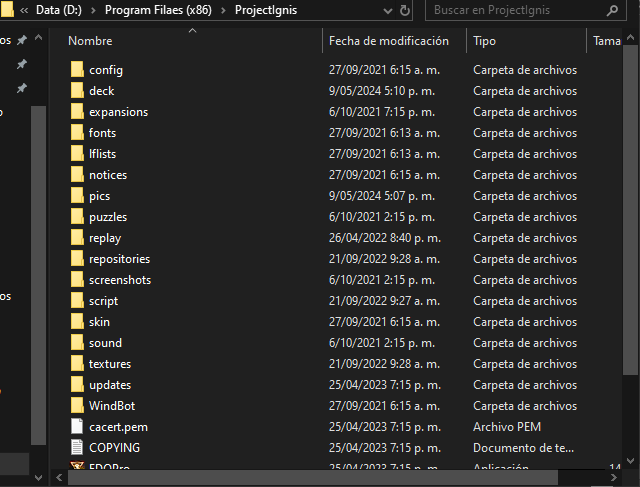 « Data (D:) > Program Filaes (x86) > ProjectIgnis
Buscar en ProjectIgnis
Nombre Fecha de modificación Tipo Tama
config 27/09/2021 6:15 a. m. Carpeta de archivos
deck 9/05/2024 5:10 p. m. Carpeta de archivos
expansions 6/10/2021 7:15 p. m. Carpeta de archivos
fonts 27/09/2021 6:13 a. m. Carpeta de archivos
lflists 27/09/2021 6:13 a. m. Carpeta de archivos
notices 27/09/2021 6:15 a. m. Carpeta de archivos
pics 9/05/2024 5:07 p. m. Carpeta de archivos
puzzles 6/10/2021 2:15 p. m. Carpeta de archivos
replay 26/04/2022 8:40 p. m. Carpeta de archivos
repositories 21/09/2022 9:28 a. m. Carpeta de archivos
screenshots 6/10/2021 2:15 p. m. Carpeta de archivos
script 21/09/2022 9:27 a. m. Carpeta de archivos
skin 27/09/2021 6:15 a. m. Carpeta de archivos
sound 6/10/2021 2:15 p. m. Carpeta de archivos
textures 21/09/2022 9:28 a. m. Carpeta de archivos
updates 25/04/2023 7:15 p. m. Carpeta de archivos
WindBot 27/09/2021 6:15 a. m. Carpeta de archivos
cacert.pem 25/04/2023 7:15 p. m. Archivo PEM
COPYING 25/04/2023 7:15 p. m. Documento de te...
EDOPro 25/04/2023 7:15 p. m. Aplicación 14
os
os